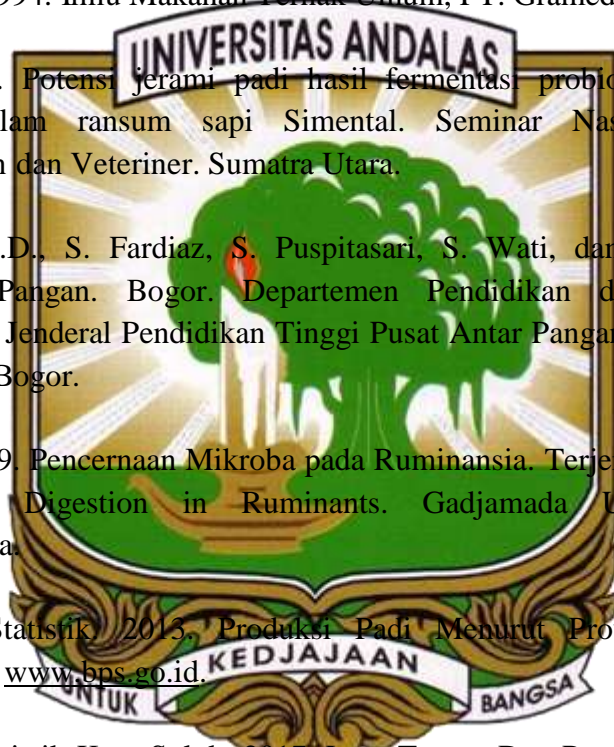 1994. Ilmu Makanan Ternak Umum, PT. Gramed
UNIVERSITAS ANDALAS
. Potensi jerami padi hasil fermentasi probio
lam ransum sapi Simental. Seminar Nas
n dan Veteriner. Sumatra Utara.
.D., S. Fardiaz, S. Puspitasari, S. Wati, dan
Pangan. Bogor. Departemen Pendidikan d
Jenderal Pendidikan Tinggi Pusat Antar Pangan
Bogor.
9. Pencernaan Mikroba pada Ruminansia. Terje
Digestion in Ruminants. Gadjamada U
a.
Statistik. 2013. Produksi Padi Menurut Pro
www.bps.go.id.
UNTUK KEDJAJAAN BANGSA